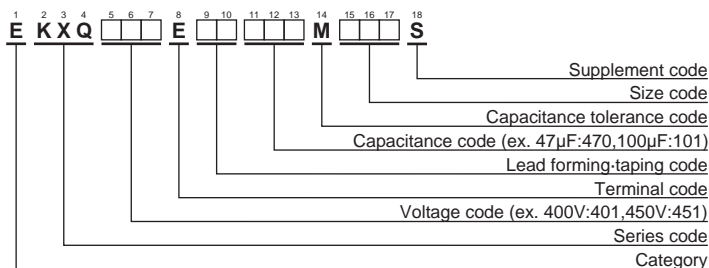 1 2 3 4 5 6 7 8 9 10 11 12 13 14 15 16 17 18
E K X Q □□□ E □□ □□□ M □□□ S
Supplement code
Size code
Capacitance tolerance code
Capacitance code (ex. 47µF:470,100µF:101)
Lead forming·taping code
Terminal code
Voltage code (ex. 400V:401,450V:451)
Series code
Category